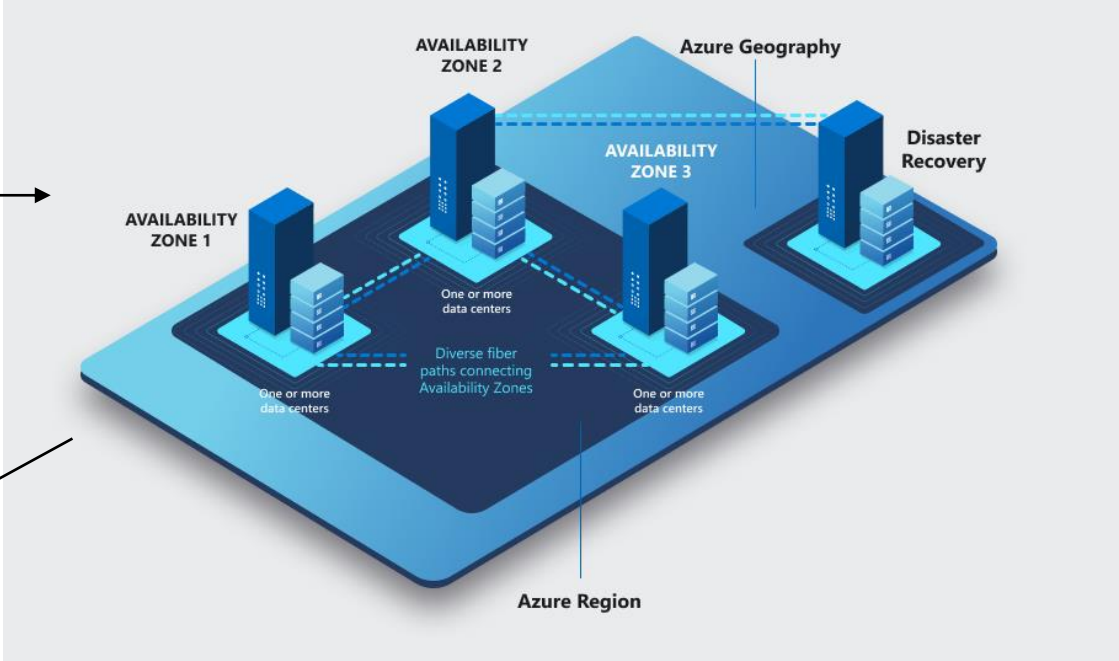 AVAILABILITY
ZONE 2
Azure Geography
Disaster
Recovery
AVAILABILITY
ZONE 3
AVAILABILITY
ZONE 1
One or more
data centers
Diverse fiber
paths connecting
Availability Zones
One or more
data centers
One or more
data centers
Azure Region